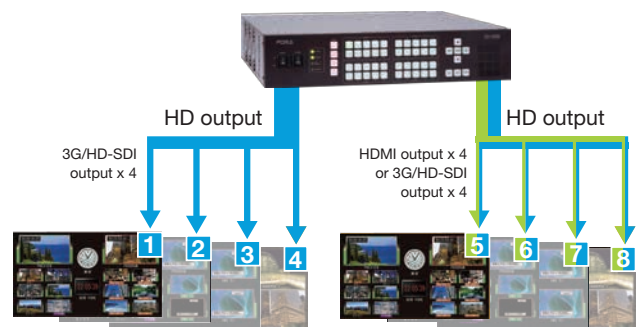 FOR.A
HD output
HD output
3G/HD-SDI
output x 4
HDMI output x 4
or 3G/HD-SDI
output x 4
1
2
3
4
5
6
7
8